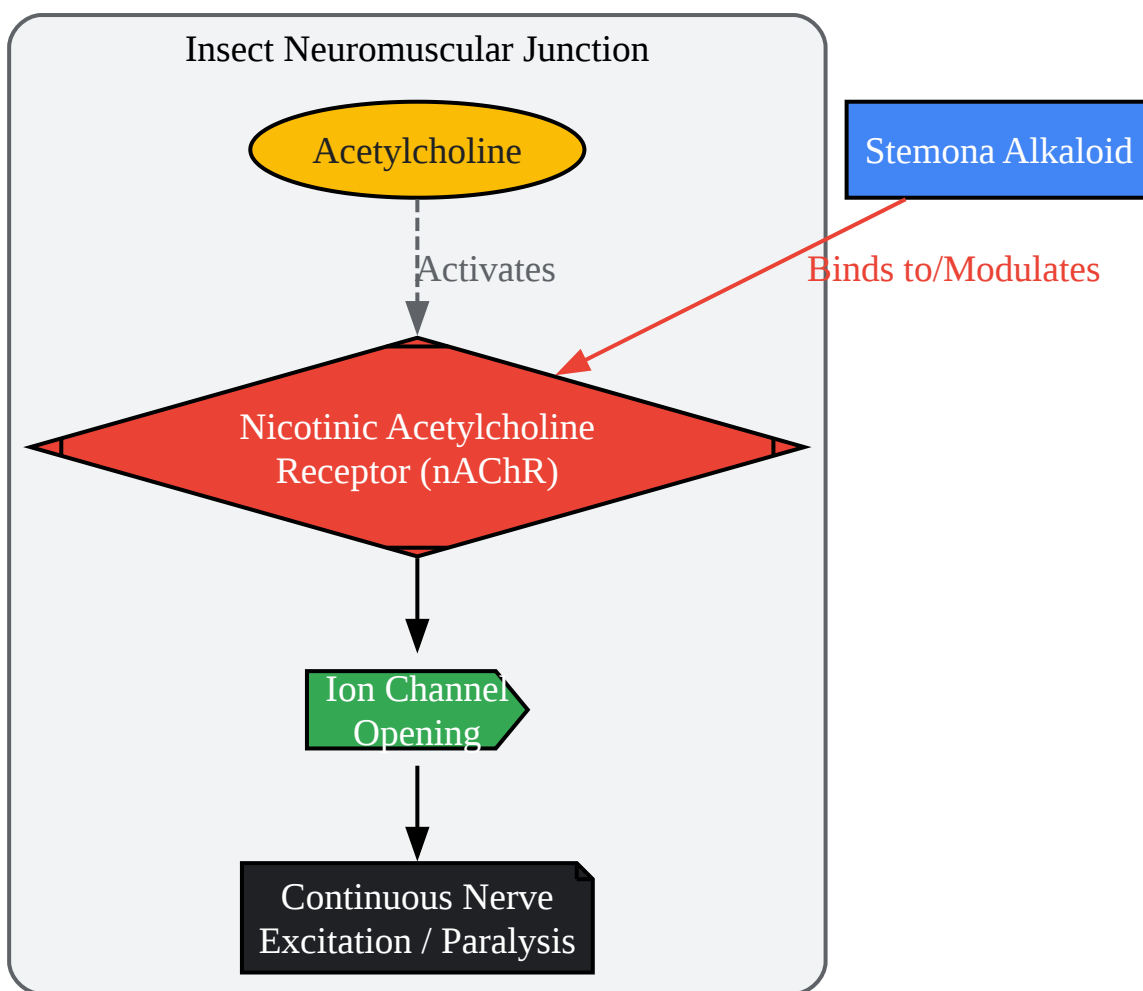 Insect Neuromuscular Junction
Acetylcholine
Stemona Alkaloid
Activates
Binds to/Modulates
Nicotinic Acetylcholine
Receptor (nAChR)
Ion Channel
Opening
Continuous Nerve
Excitation / Paralysis